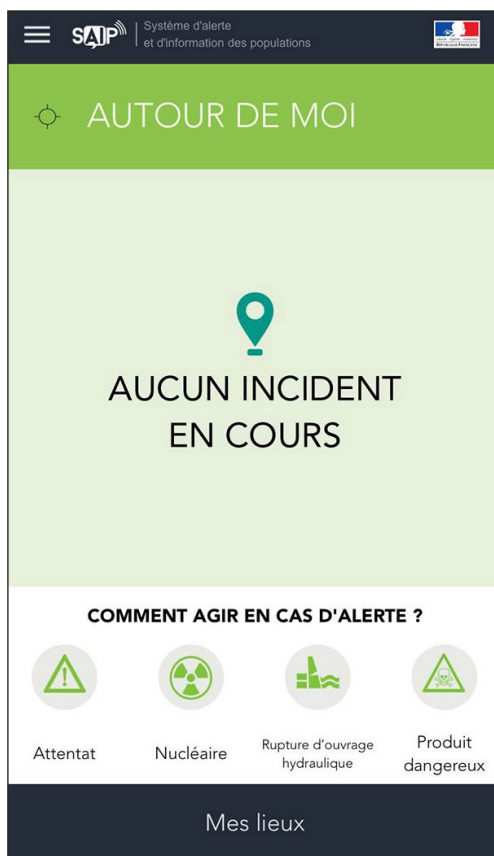 SAIP
Système d'alerte
et d'information des populations
AUTOUR DE MOI
AUCUN INCIDENT
EN COURS
COMMENT AGIR EN CAS D'ALERTE ?
Attentat
Nucléaire
Rupture d'ouvrage
hydraulique
Produit
dangereux
Mes lieux